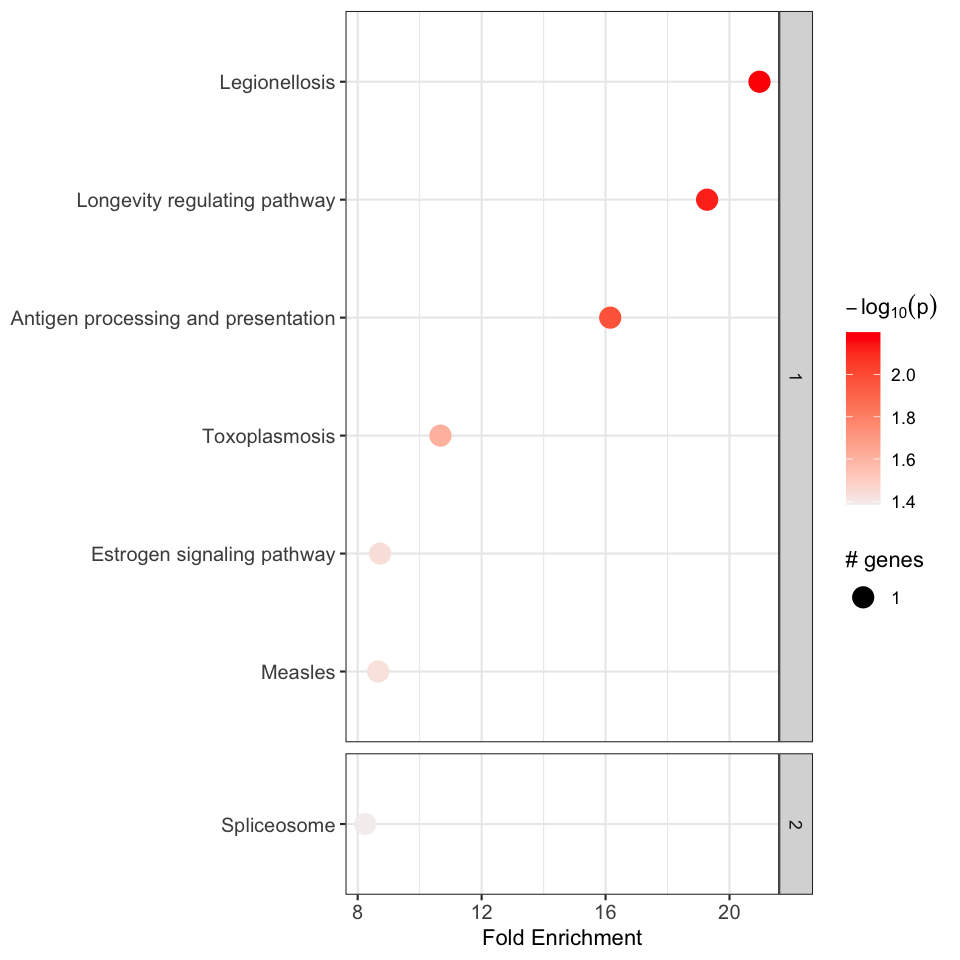 Legionellosis
Longevity regulating pathway
Antigen processing and presentation
Toxoplasmosis
Estrogen signaling pathway
Measles
1
Spliceosome
2
8 12 16 20
Fold Enrichment
−log₁₀(p)
2.0
1.8
1.6
1.4
# genes
1